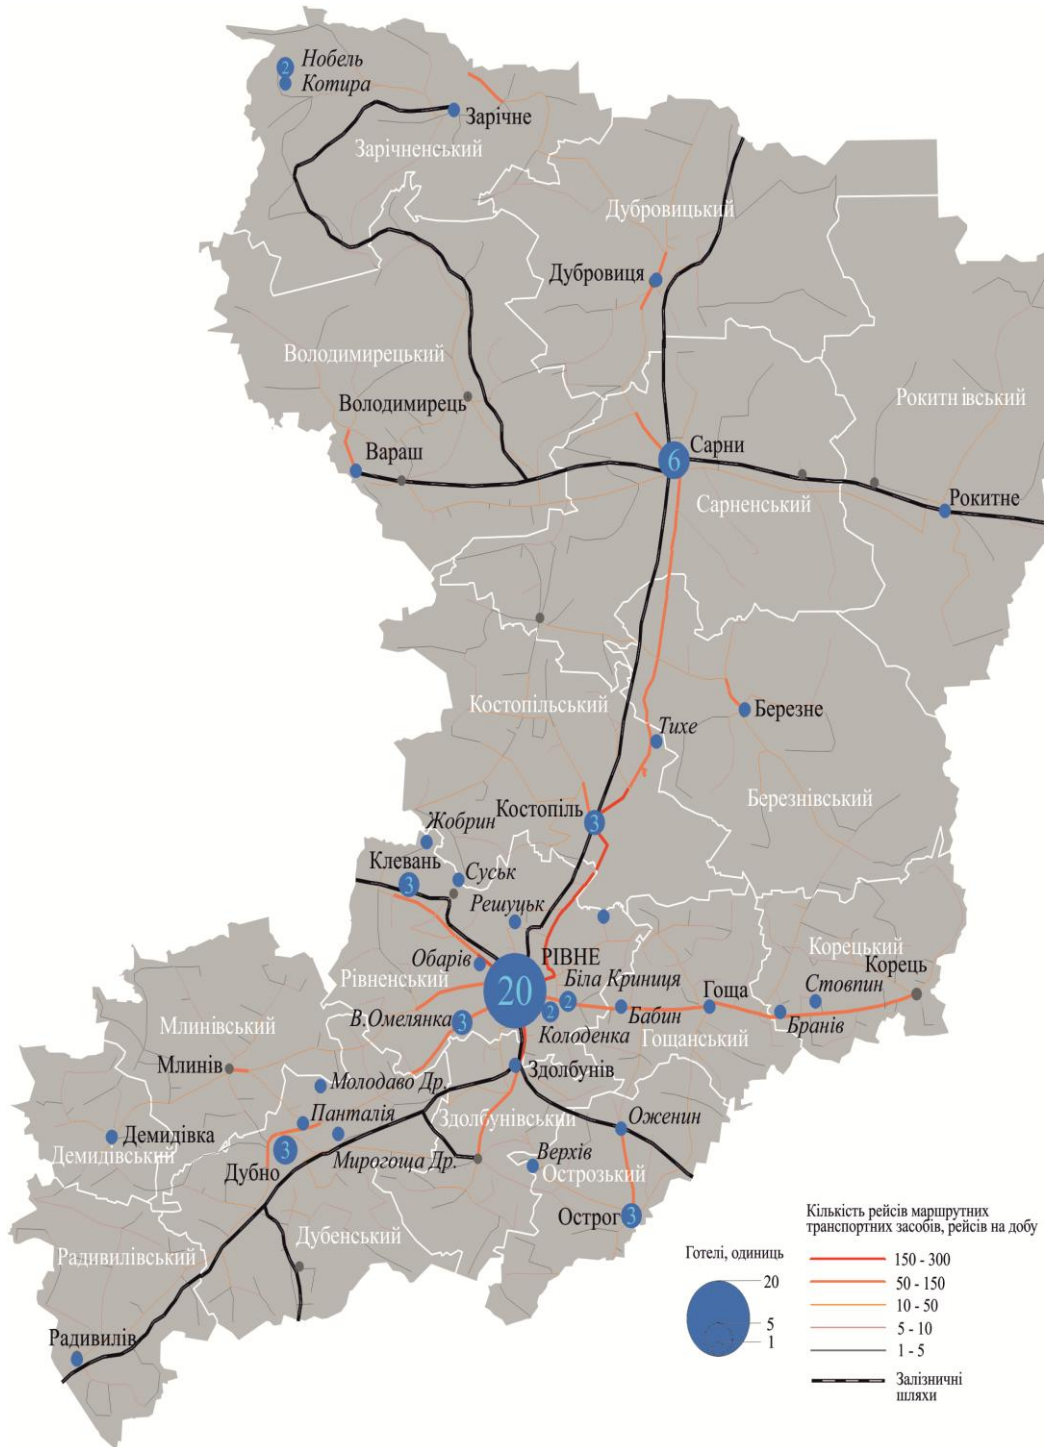 Нобель
2
Котира
Зарічне
Зарічненський
Дубровицький
Дубровиця
Володимирецький
Володимирець
Рокитнівський
Вараш
Сарни
6
Сарненський
Рокитне
Костопільський
Березне
Тихе
Березнівський
Костопіль
3
Жобрин
Клевань
3
Суськ
Решуцьк
Обарів
РІВНЕ
20
Рівненський
Біла Криниця
2
2
Колоденка
В.Омелянка
3
Бабин
Гоща
Гощанський
Корецький
Корець
Стовпин
Бранів
Млинівський
Млинів
Здолбунів
Молодаво Др.
Панталія
Здолбунівський
Оженин
Демидівка
Демидівський
3
Дубно
Мирогоща Др.
Верхів
Острозький
Острог
3
Дубенський
Радивилівський
Радивилів
Готелі, одиниць
20
5
1
Кількість рейсів маршрутних
транспортних засобів, рейсів на добу
150 - 300
50 - 150
10 - 50
5 - 10
1 - 5
Залізничні
шляхи